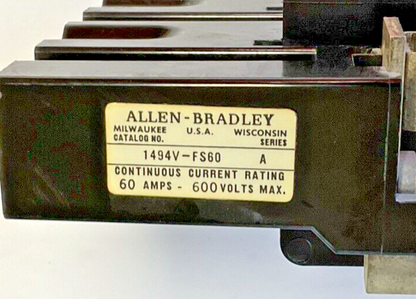 ALLEN-BRADLEY
MILWAUKEE U.S.A. WISCONSIN
CATALOG NO. SERIES
1494V-FS60 A
CONTINUOUS CURRENT RATING
60 AMPS - 600 VOLTS MAX.